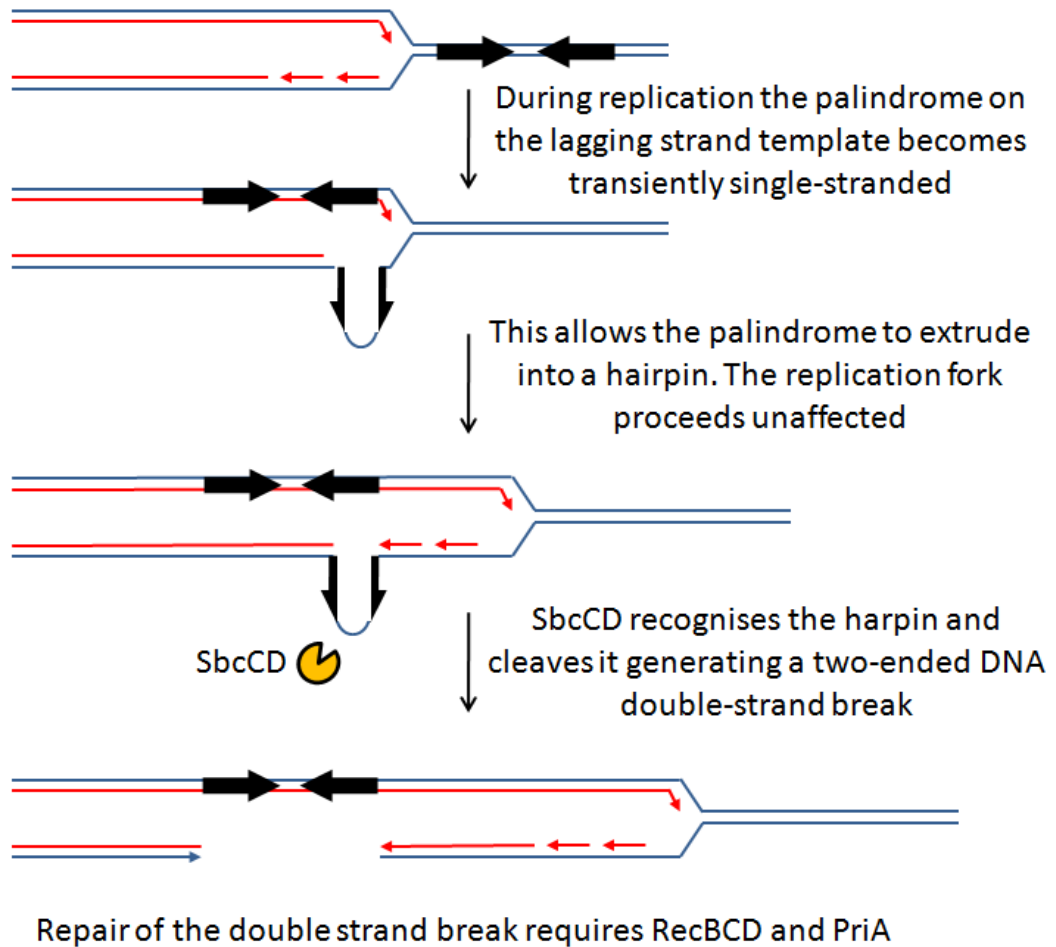 During replication the palindrome on
the lagging strand template becomes
transiently single-stranded
This allows the palindrome to extrude
into a hairpin. The replication fork
proceeds unaffected
SbcCD recognises the harpin and
cleaves it generating a two-ended DNA
double-strand break
SbcCD
Repair of the double strand break requires RecBCD and PriA